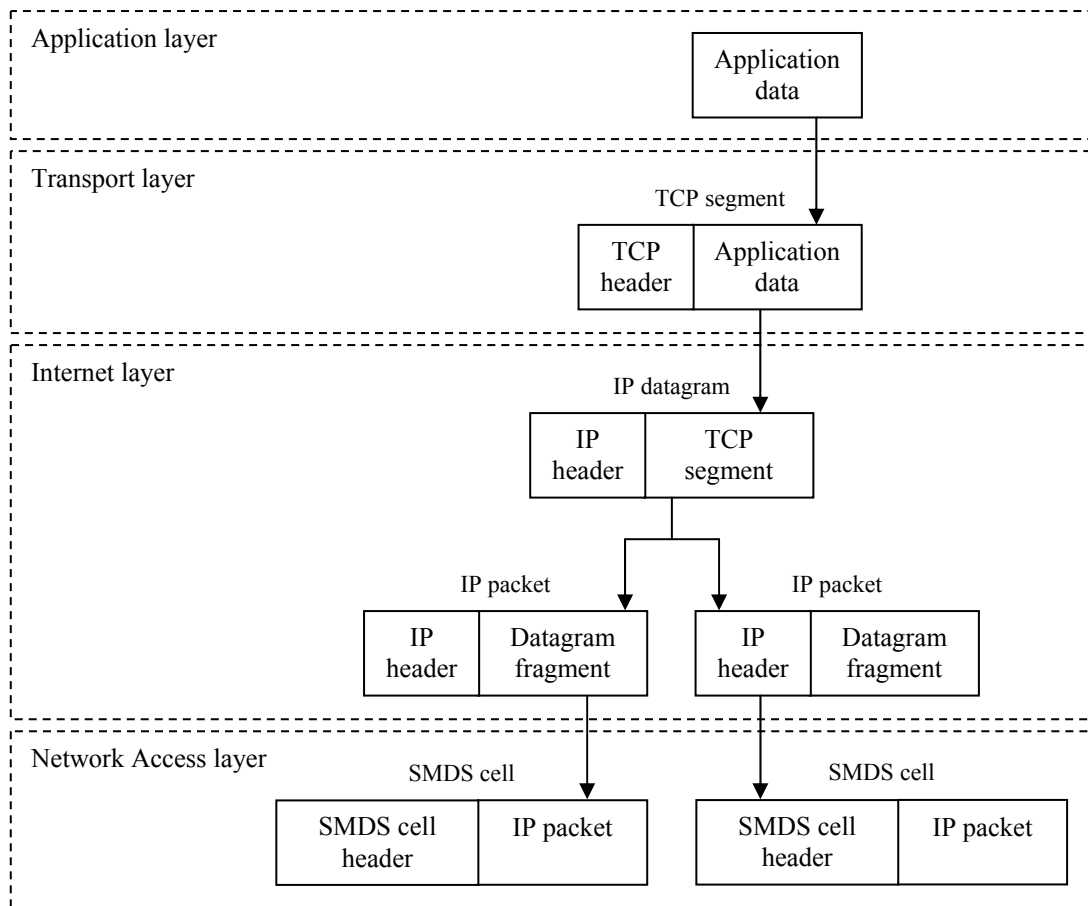 Application layer
Application
data
Transport layer
TCP segment
TCP
header
Application
data
Internet layer
IP datagram
IP
header
TCP
segment
IP packet
IP packet
IP
header
Datagram
fragment
IP
header
Datagram
fragment
Network Access layer
SMDS cell
SMDS cell
SMDS cell
header
IP packet
SMDS cell
header
IP packet